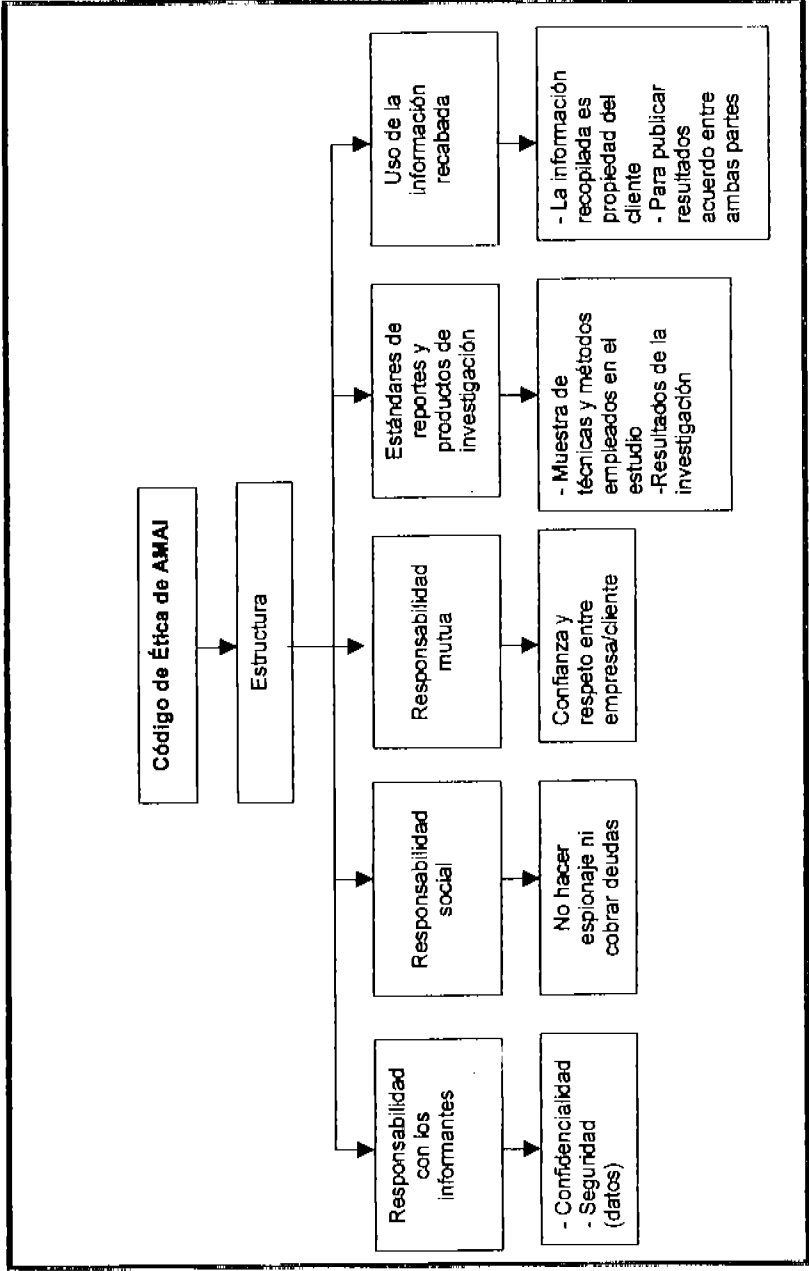 Código de Ética de AMAI
Estructura
Responsabilidad
con los
informantes
- Confidencialidad
- Seguridad
(datos)
Responsabilidad
social
No hacer
espionaje ni
cobrar deudas
Responsabilidad
mutua
Confianza y
respeto entre
empresa/cliente
Estándares de
reportes y
productos de
investigación
- Muestra de
técnicas y métodos
empleados en el
estudio
-Resultados de la
investigación
Uso de la
información
recabada
- La información
recopilada es
propiedad del
cliente
- Para publicar
resultados
acuerdo entre
ambas partes